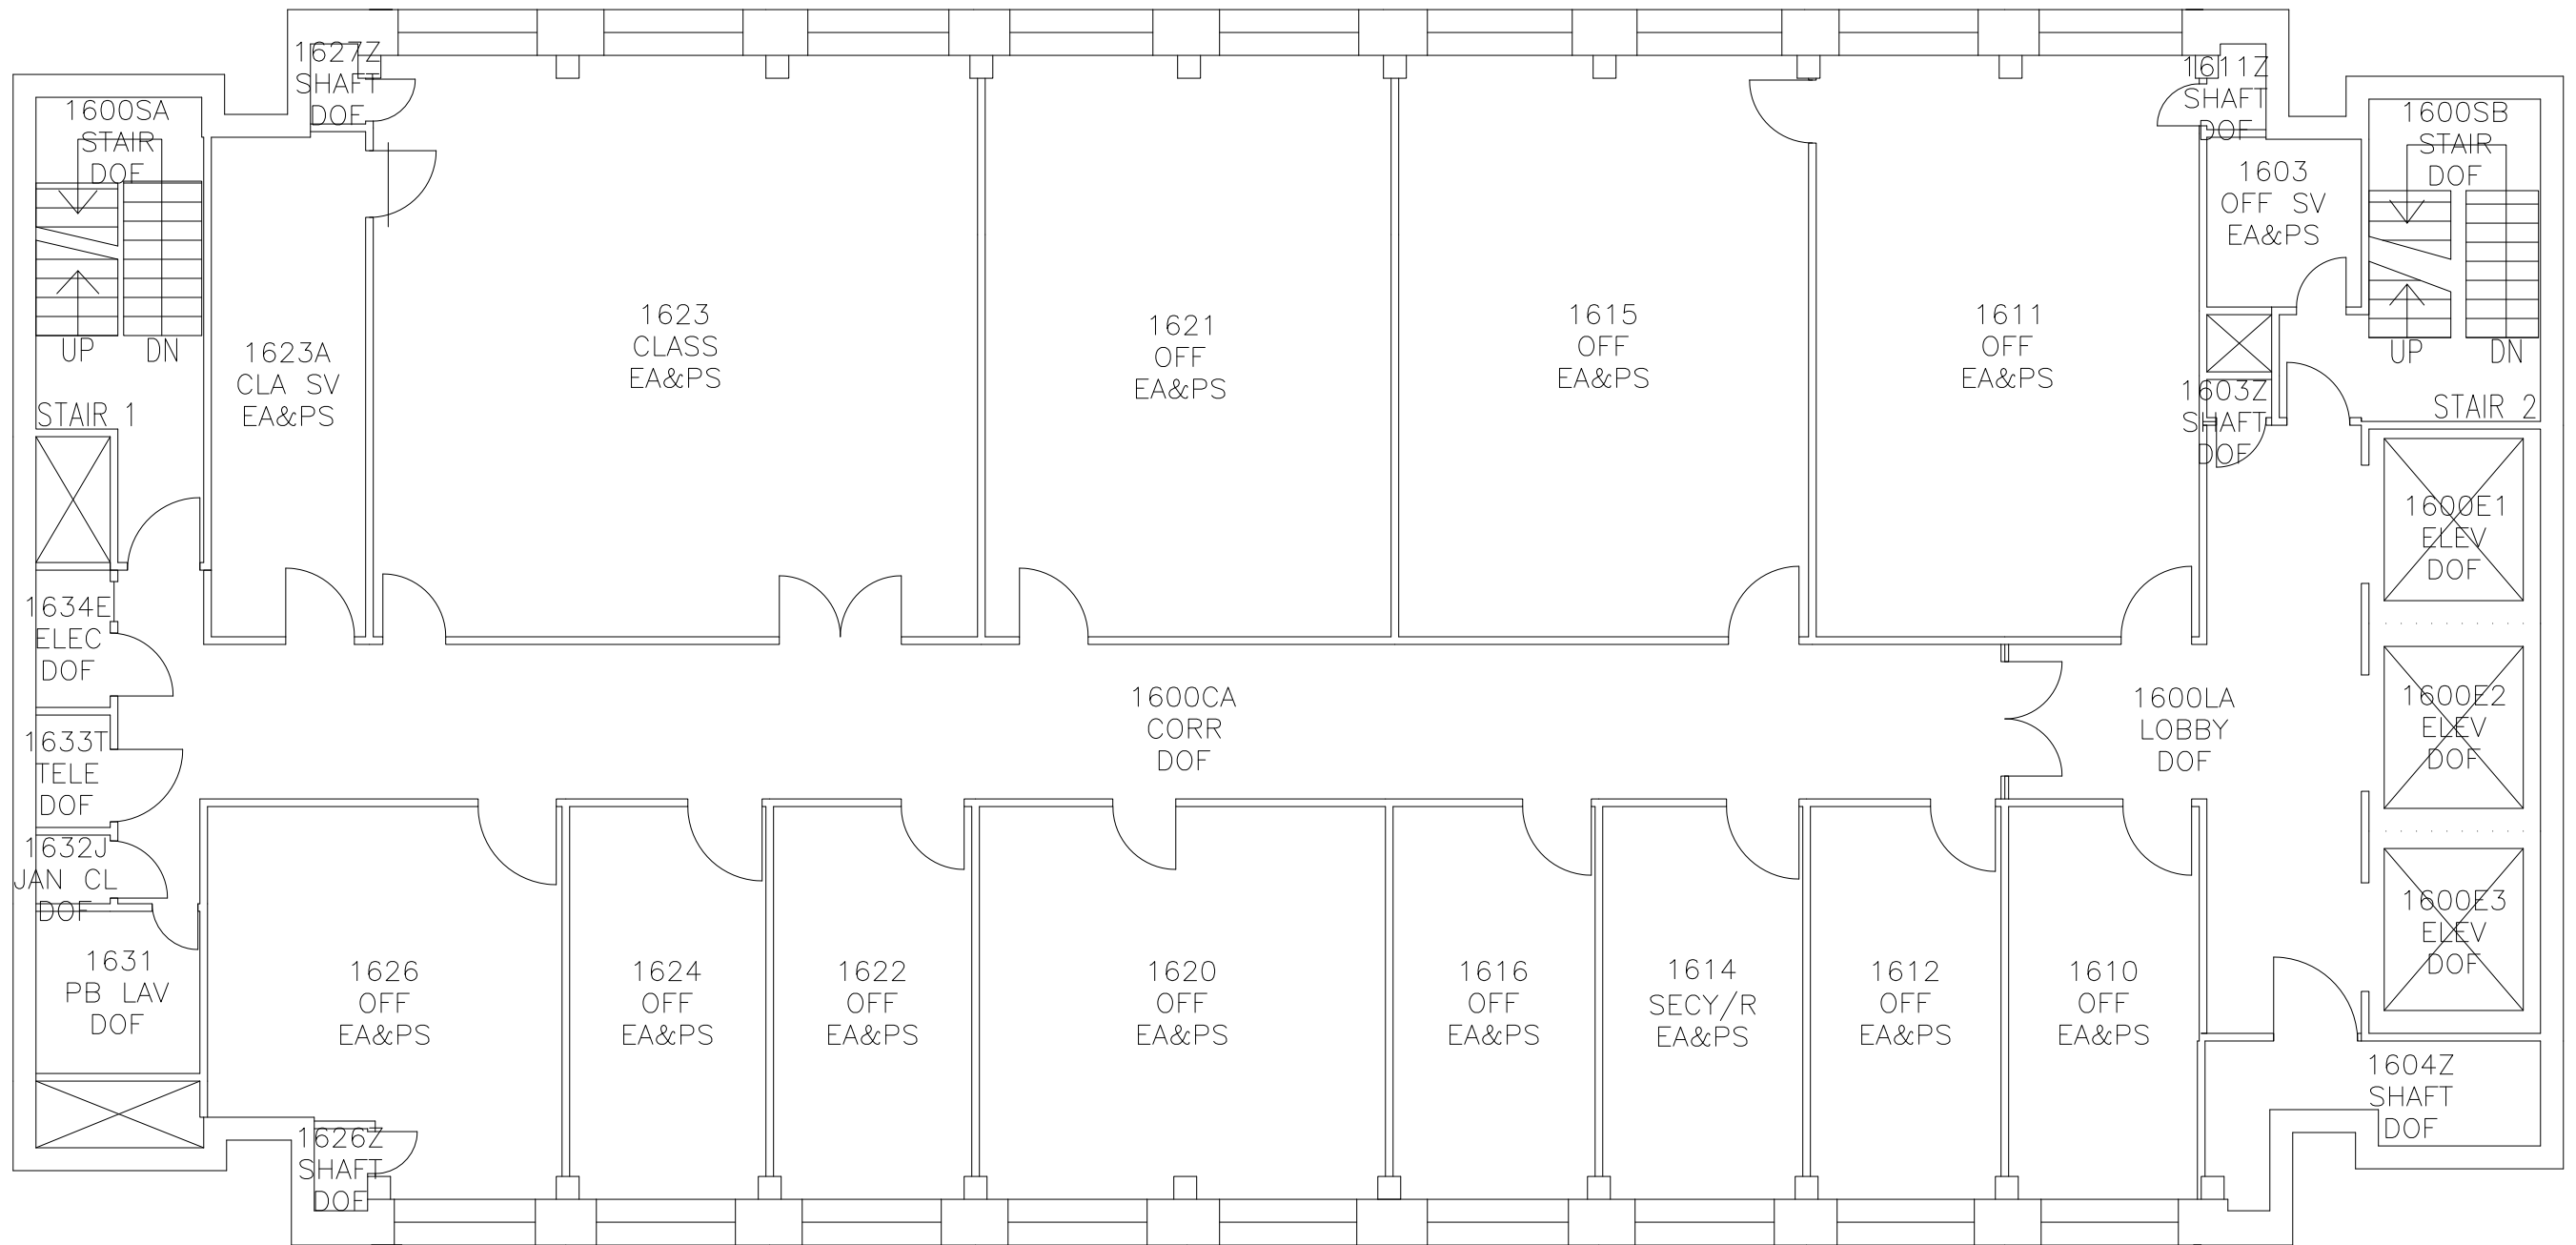 1627Z
SHAFT
DOF
1611Z
SHAFT
DOF
1600SA
STAIR
DOF
1600SB
STAIR
DOF
1603
OFF SV
EA&PS
UP
DN
1623A
CLA SV
EA&PS
1623
CLASS
EA&PS
1621
OFF
EA&PS
1615
OFF
EA&PS
1611
OFF
EA&PS
UP
DN
STAIR 1
1603Z
SHAFT
DOF
STAIR 2
1600E1
ELEV
DOF
1634E
ELEC
DOF
1633T
TELE
DOF
1600CA
CORR
DOF
1600LA
LOBBY
DOF
1600E2
ELEV
DOF
1632J
JAN CL
DOF
1600E3
ELEV
DOF
1631
PB LAV
DOF
1626
OFF
EA&PS
1624
OFF
EA&PS
1622
OFF
EA&PS
1620
OFF
EA&PS
1616
OFF
EA&PS
1614
SECY/R
EA&PS
1612
OFF
EA&PS
1610
OFF
EA&PS
1604Z
SHAFT
DOF
1626Z
SHAFT
DOF